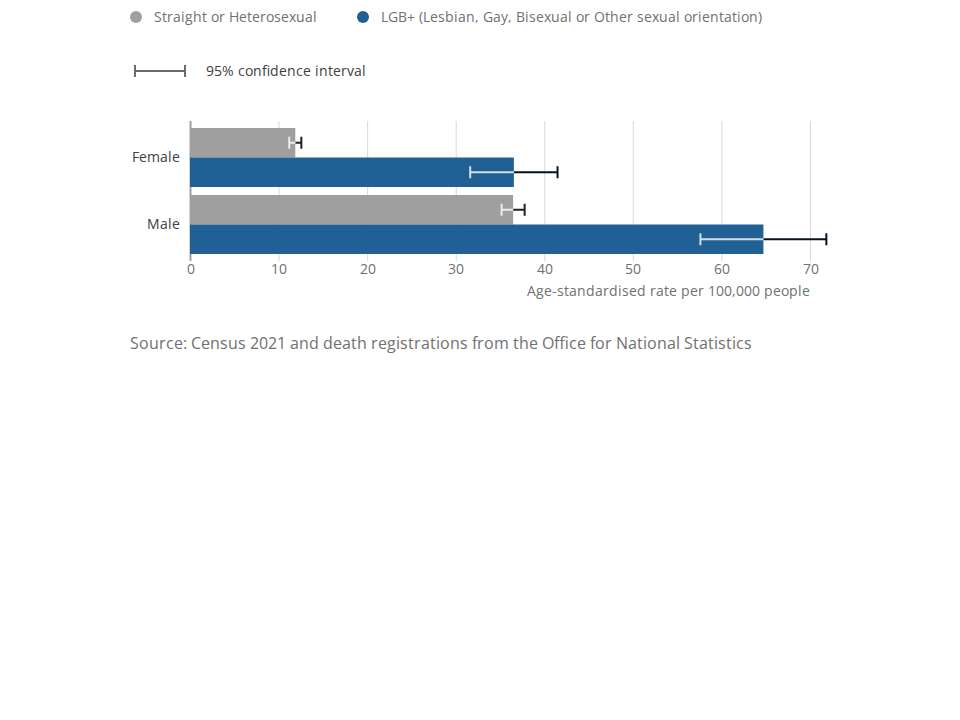 Straight or Heterosexual LGB+ (Lesbian, Gay, Bisexual or Other sexual orientation)
95% confidence interval
Female
Male
0 10 20 30 40 50 60 70
Age-standardised rate per 100,000 people
Source: Census 2021 and death registrations from the Office for National Statistics